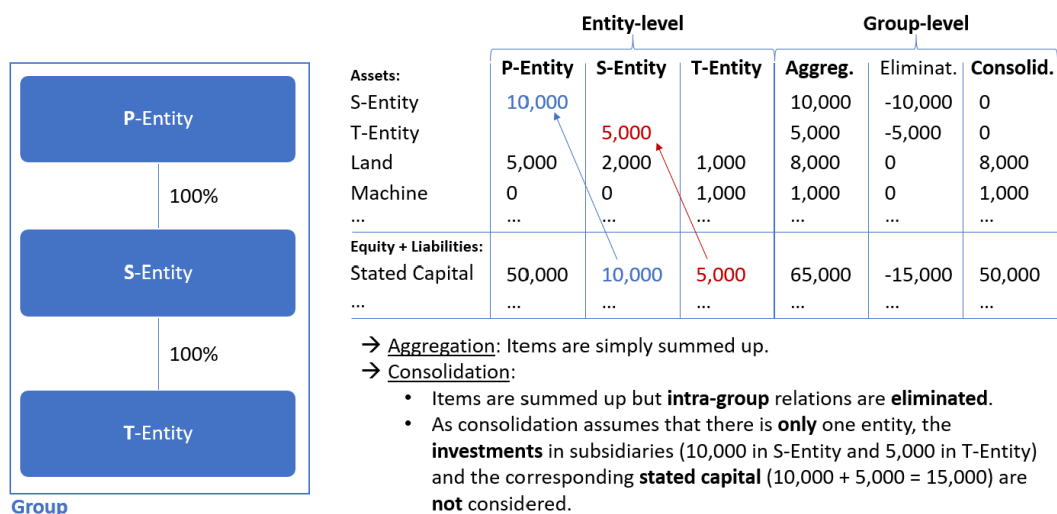 Entity-level Group-level
Assets: P-Entity S-Entity T-Entity Aggreg. Eliminat. Consolid.
S-Entity 10,000 10,000 -10,000 0
T-Entity 5,000 5,000 -5,000 0
Land 5,000 2,000 1,000 8,000 0 8,000
Machine 0 0 1,000 1,000 0 1,000
... ... ... ... ... ... ...
Equity + Liabilities:
Stated Capital 50,000 10,000 5,000 65,000 -15,000 50,000
... ... ... ... ... ... ...
P-Entity
100%
S-Entity
100%
T-Entity
Group
→ Aggregation: Items are simply summed up.
→ Consolidation:
• Items are summed up but intra-group relations are eliminated.
• As consolidation assumes that there is only one entity, the
investments in subsidiaries (10,000 in S-Entity and 5,000 in T-Entity)
and the corresponding stated capital (10,000 + 5,000 = 15,000) are
not considered.